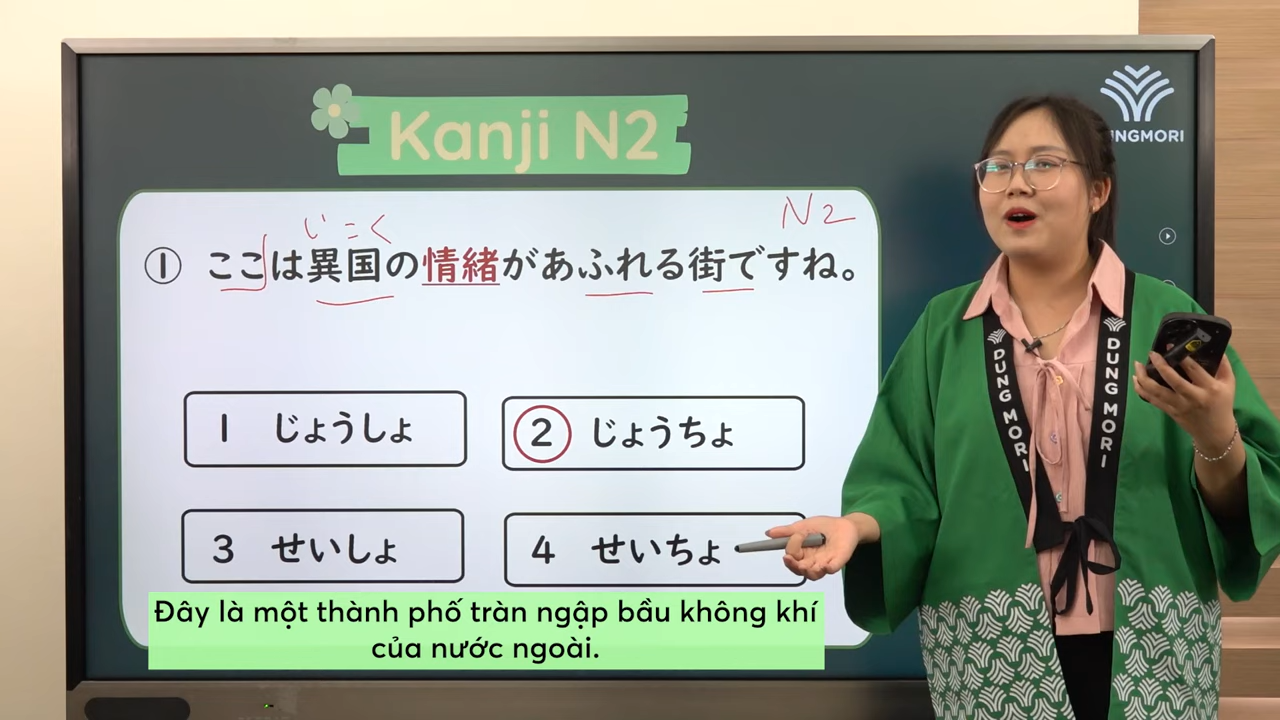 Kanji N2
DUNGMORI
N2
いこく
① ここは異国の情緒があふれる街ですね。
1 じょうしょ
2 じょうちょ
3 せいしょ
4 せいちょ
Đây là một thành phố tràn ngập bầu không khí
của nước ngoài.
DUNG MORI
DUNG MORI